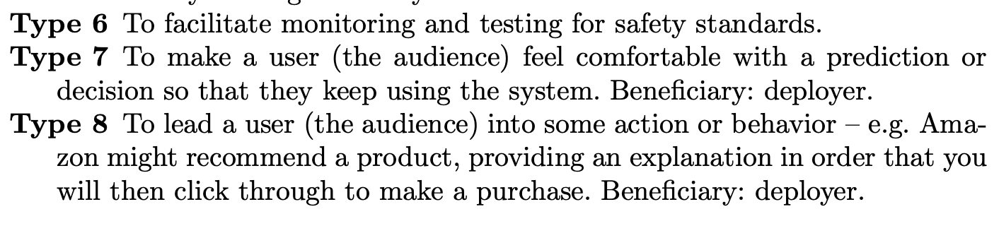 Type 6 To facilitate monitoring and testing for safety standards.
Type 7 To make a user (the audience) feel comfortable with a prediction or
decision so that they keep using the system. Beneficiary: deployer.
Type 8 To lead a user (the audience) into some action or behavior – e.g. Ama-
zon might recommend a product, providing an explanation in order that you
will then click through to make a purchase. Beneficiary: deployer.